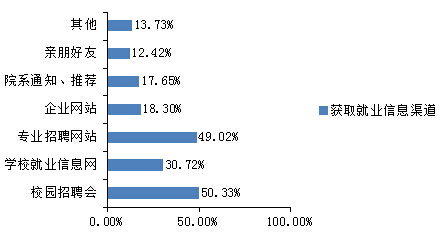 其他 13.73%
亲朋好友 12.42%
院系通知、推荐 17.65%
企业网站 18.30%
专业招聘网站 49.02%
学校就业信息网 30.72%
校园招聘会 50.33%
0.00% 50.00% 100.00%
获取就业信息渠道